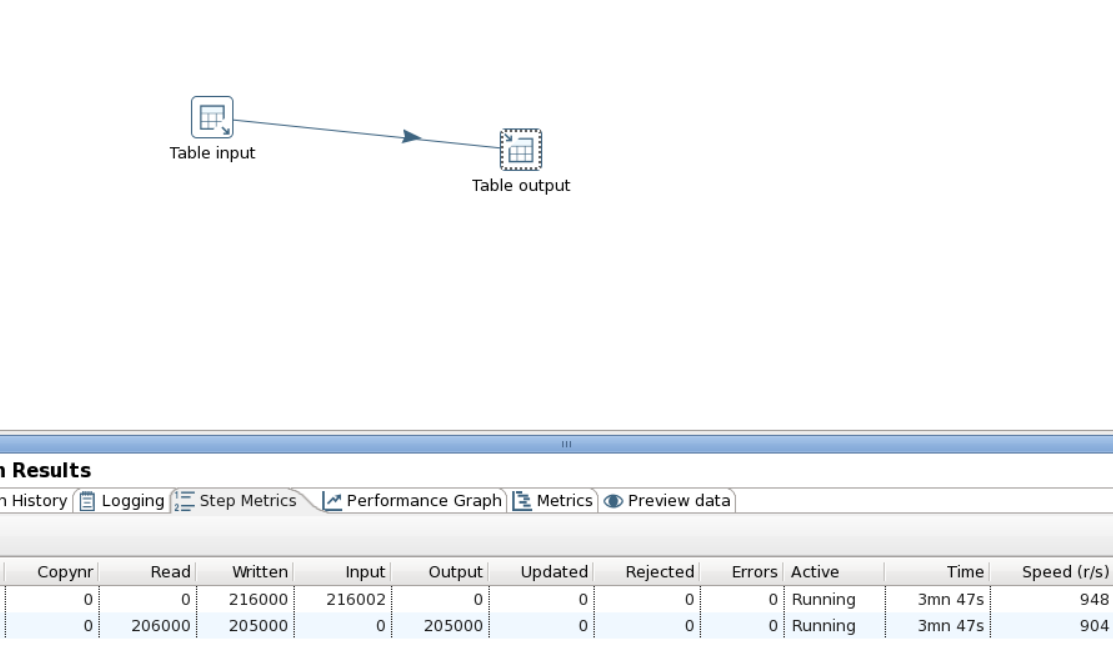 Table input
Table output
n Results
n History Logging Step Metrics Performance Graph Metrics Preview data
Copynr Read Written Input Output Updated Rejected Errors Active Time Speed (r/s)
0 0 216000 216002 0 0 0 0 Running 3mn 47s 948
0 206000 205000 0 205000 0 0 0 Running 3mn 47s 904